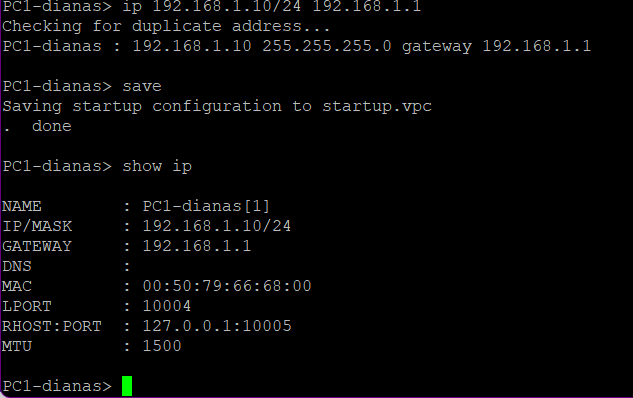 PC1-dianas> ip 192.168.1.10/24 192.168.1.1
Checking for duplicate address...
PC1-dianas : 192.168.1.10 255.255.255.0 gateway 192.168.1.1

PC1-dianas> save
Saving startup configuration to startup.vpc
.  done

PC1-dianas> show ip

NAME        : PC1-dianas[1]
IP/MASK     : 192.168.1.10/24
GATEWAY     : 192.168.1.1
DNS         :
MAC         : 00:50:79:66:68:00
LPORT       : 10004
RHOST:PORT  : 127.0.0.1:10005
MTU         : 1500

PC1-dianas>